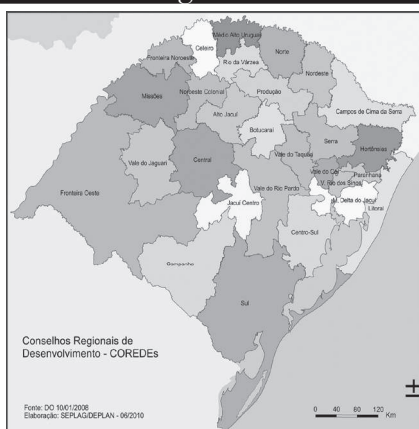 Médio Alto Uruguai
Celeiro
Norte
Fronteira Noroeste
Rio da Várzea
Nordeste
Missões
Noroeste Colonial
Produção
Alto Jacuí
Campos de Cima da Serra
Botucaraí
Serra
Hortênsias
Vale do Jaguari
Central
Vale do Taquari
Vale do Caí
Paranhana
V. Rio dos Sinos
Fronteira Oeste
Vale do Rio Pardo
Jacuí Centro
M. Delta do Jacuí
Litoral
Centro-Sul
Campanha
Sul
Conselhos Regionais de
Desenvolvimento - COREDEs
Fonte: DO 10/01/2008
Elaboração: SEPLAG/DEPLAN - 06/2010
0 40 80 120
Km